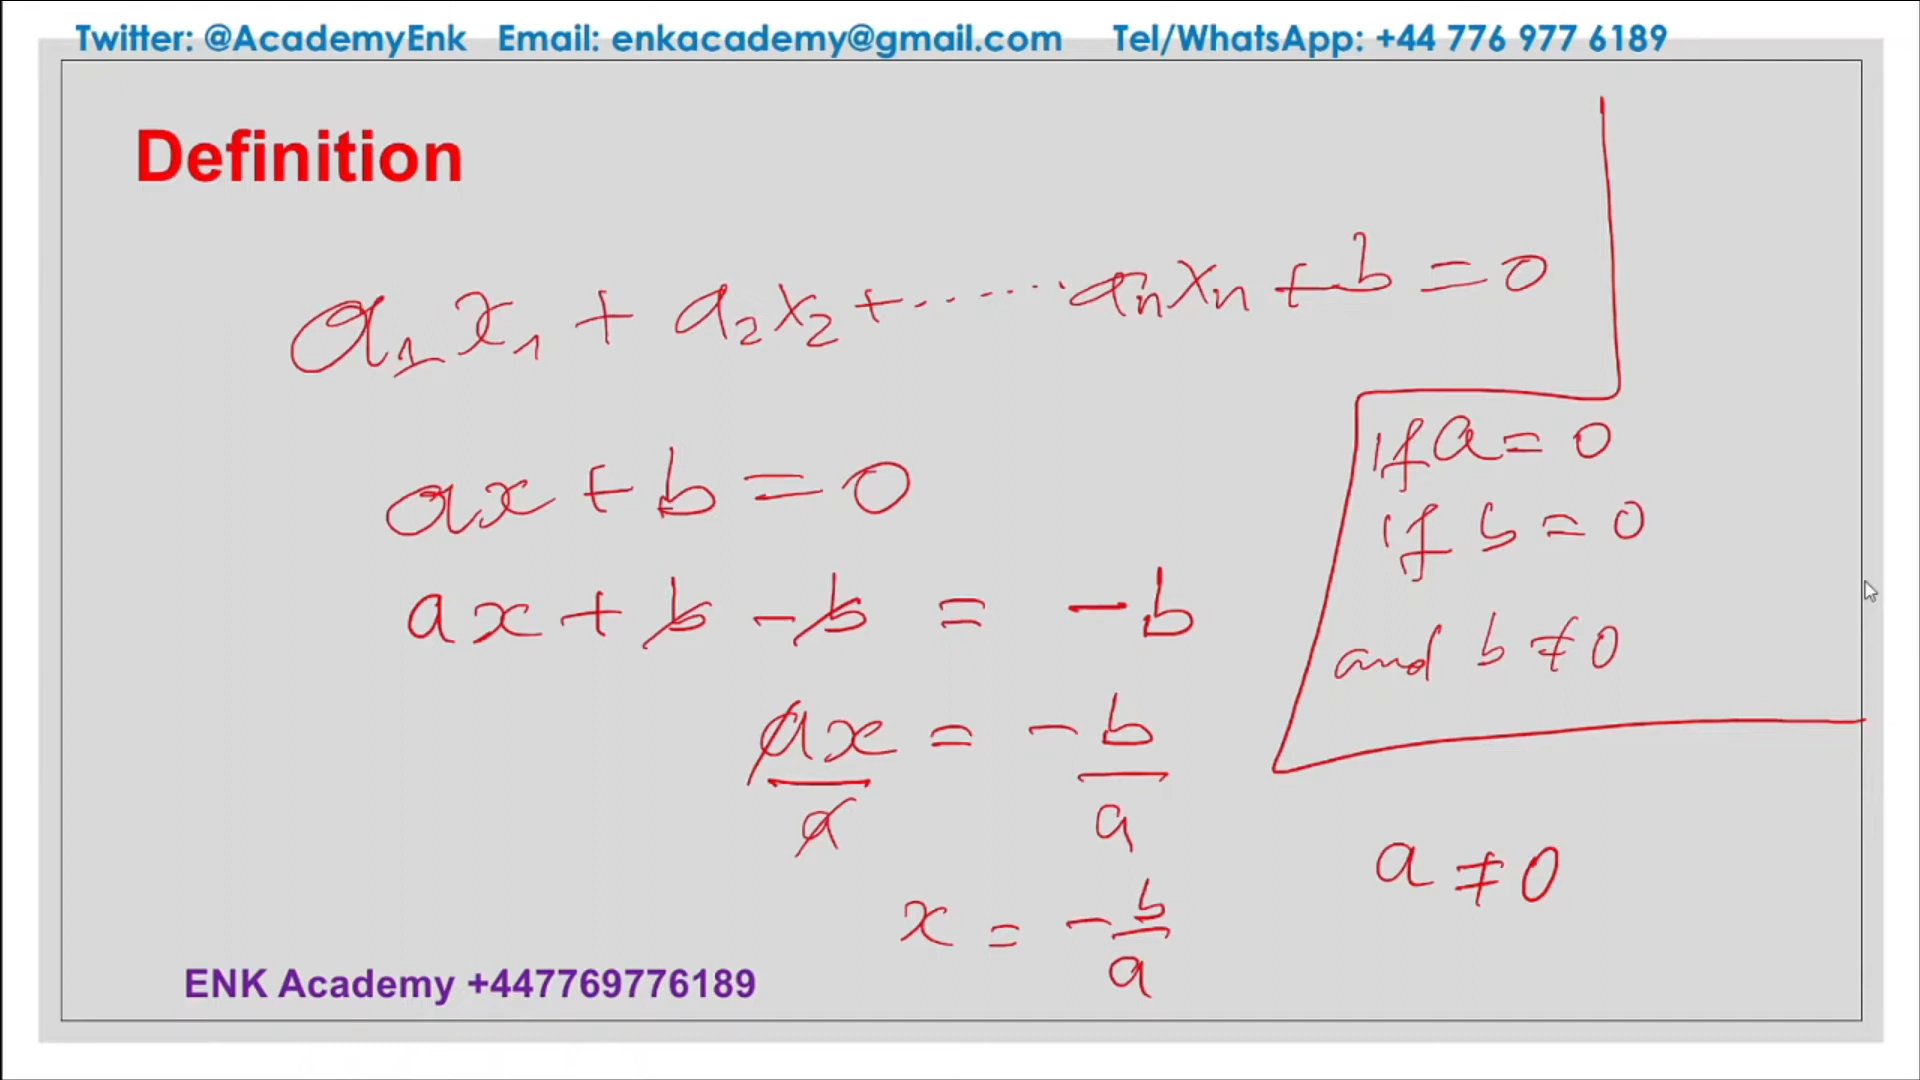 Twitter: @AcademyEnk Email: enkacademy@gmail.com Tel/WhatsApp: +44 776 977 6189
Definition
a₁x₁ + a₂x₂ + ...... aₙxₙ + b = 0
ax + b = 0
ax + b - b = -b
ax/a = -b/a
x = -b/a
if a = 0
if b = 0
and b ≠ 0
a ≠ 0
ENK Academy +447769776189